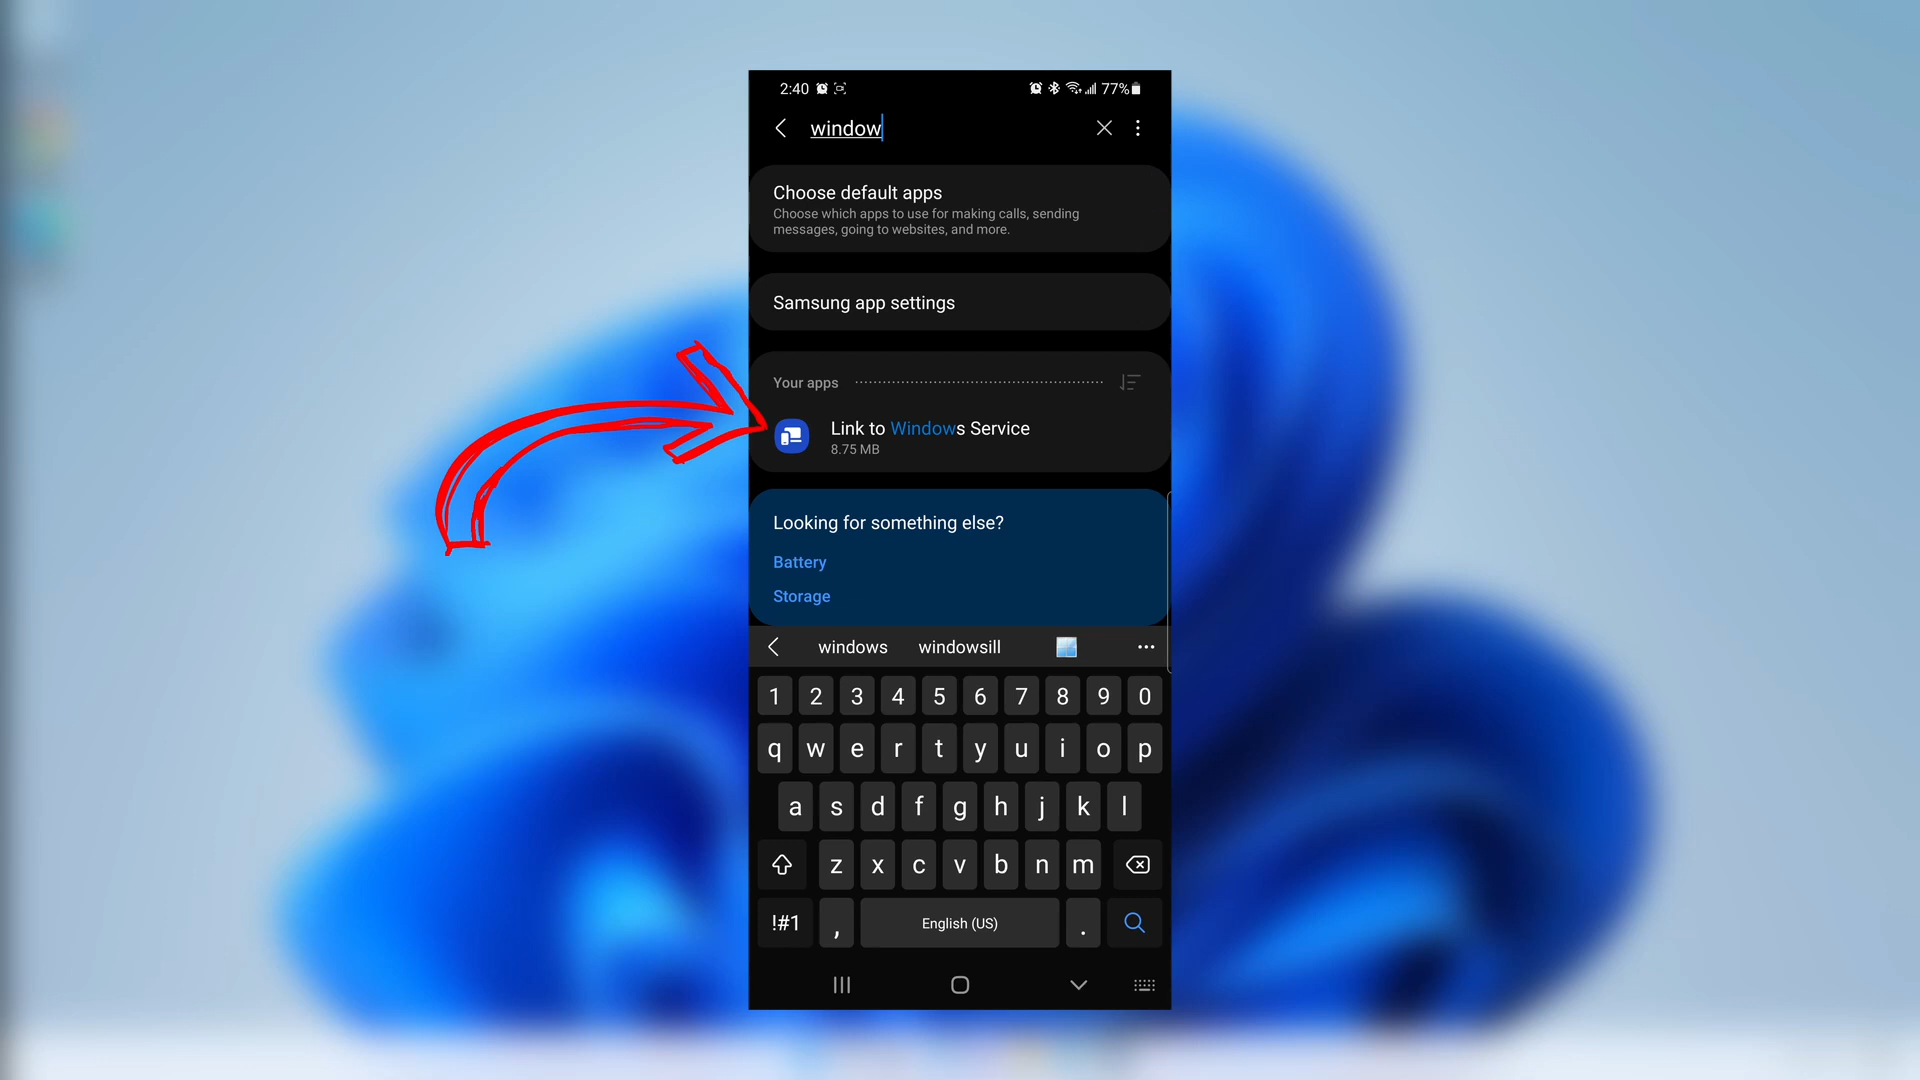 2:40 77%
window
Choose default apps
Choose which apps to use for making calls, sending
messages, going to websites, and more.
Samsung app settings
Your apps
Link to Windows Service
8.75 MB
Looking for something else?
Battery
Storage
windows windowsill
1 2 3 4 5 6 7 8 9 0
q w e r t y u i o p
a s d f g h j k l
z x c v b n m
!#1 , English (US) .